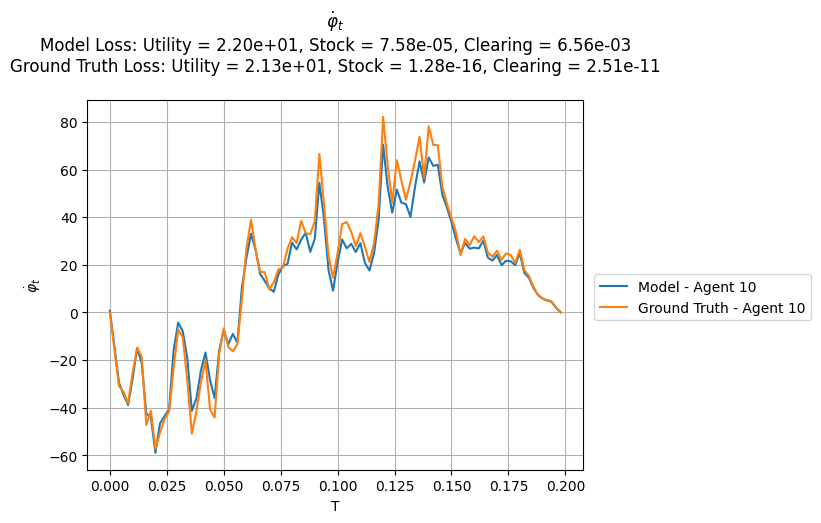 φ̇ₜ
Model Loss: Utility = 2.20e+01, Stock = 7.58e-05, Clearing = 6.56e-03
Ground Truth Loss: Utility = 2.13e+01, Stock = 1.28e-16, Clearing = 2.51e-11
80
60
40
20
0
−20
−40
−60
φ̇ₜ
0.000 0.025 0.050 0.075 0.100 0.125 0.150 0.175 0.200
T
Model - Agent 10
Ground Truth - Agent 10